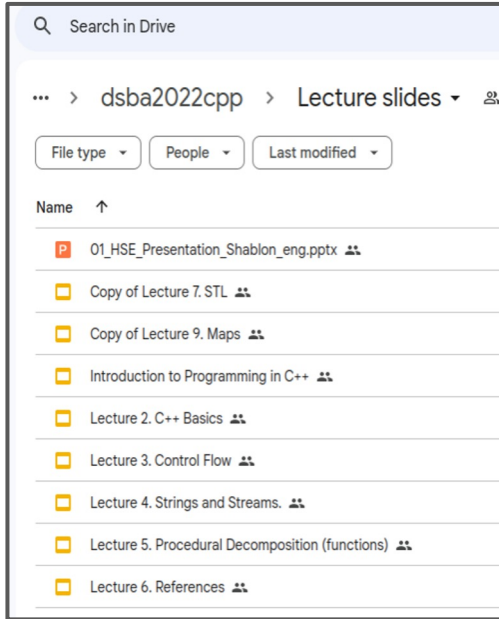 Search in Drive
... > dsba2022cpp > Lecture slides
File type People Last modified
Name ↑
P 01_HSE_Presentation_Shablon_eng.pptx
Copy of Lecture 7. STL
Copy of Lecture 9. Maps
Introduction to Programming in C++
Lecture 2. C++ Basics
Lecture 3. Control Flow
Lecture 4. Strings and Streams.
Lecture 5. Procedural Decomposition (functions)
Lecture 6. References